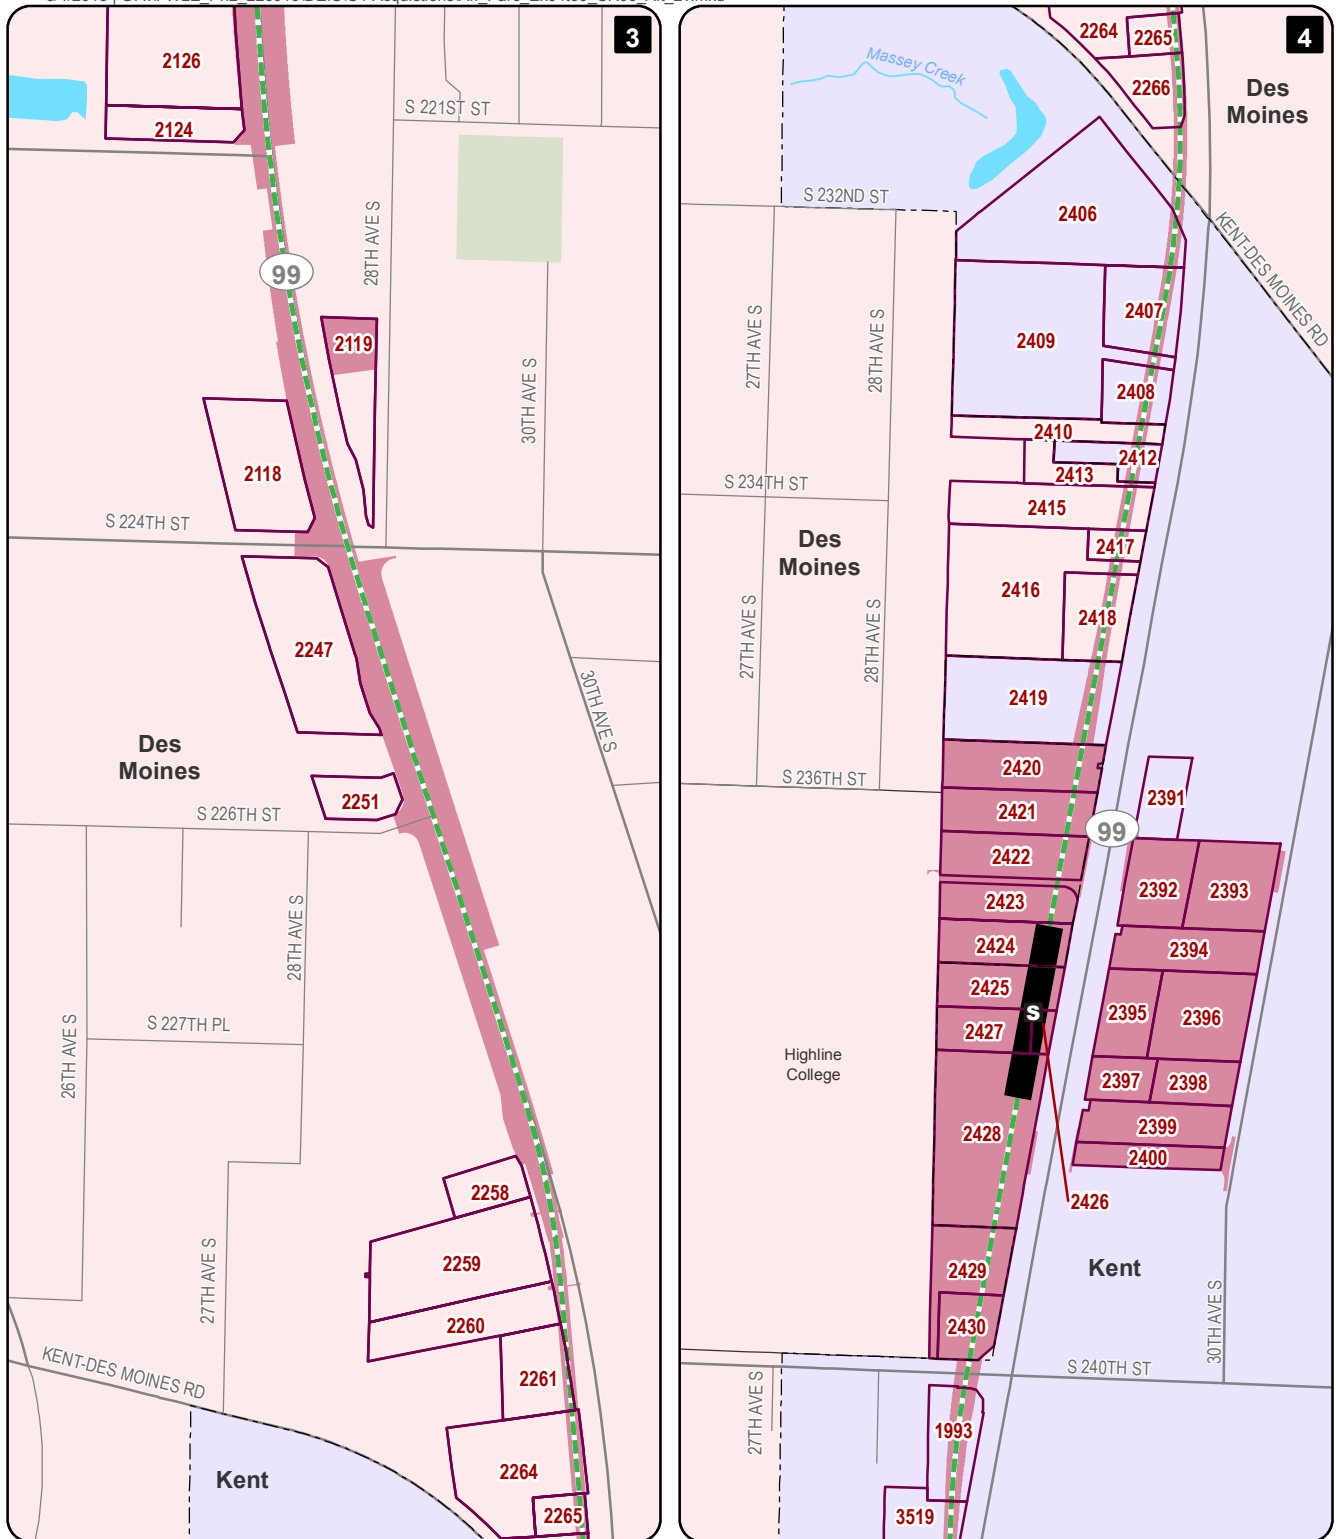 3
2126
2124
S 221ST ST
28TH AVE S
99
2119
30TH AVE S
2118
S 224TH ST
2247
30TH AVE S
Des
Moines
2251
S 226TH ST
28TH AVE S
S 227TH PL
26TH AVE S
2258
2259
27TH AVE S
2260
KENT-DES MOINES RD
2261
2264
Kent
2265
4
2264
2265
Massey Creek
2266
Des
Moines
S 232ND ST
2406
KENT-DES MOINES RD
2407
27TH AVE S
28TH AVE S
2409
2408
2410
2412
2413
S 234TH ST
2415
Des
Moines
2417
2416
2418
27TH AVE S
28TH AVE S
2419
2420
S 236TH ST
2391
2421
99
2422
2392
2393
2423
2424
2394
2425
S
2395
2396
2427
Highline
College
2397
2398
2428
2399
2400
2426
Kent
2429
30TH AVE S
2430
S 240TH ST
27TH AVE S
1993
3519